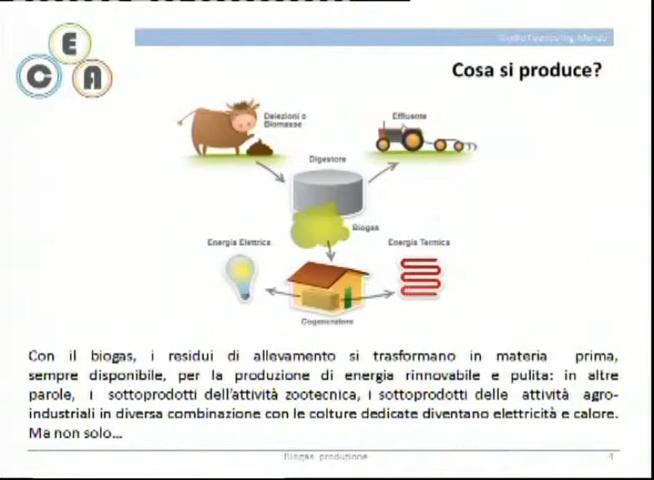 E
C A
Cosa si produce?
Deiezioni o
Biomasse
Effluente
Digestore
Biogas
Energia Elettrica
Energia Termica
Cogeneratore
Con il biogas, i residui di allevamento si trasformano in materia prima,
sempre disponibile, per la produzione di energia rinnovabile e pulita: in altre
parole, i sottoprodotti dell'attività zootecnica, i sottoprodotti delle attività agro-
industriali in diversa combinazione con le colture dedicate diventano elettricità e calore.
Ma non solo...
Biogas produzione
4